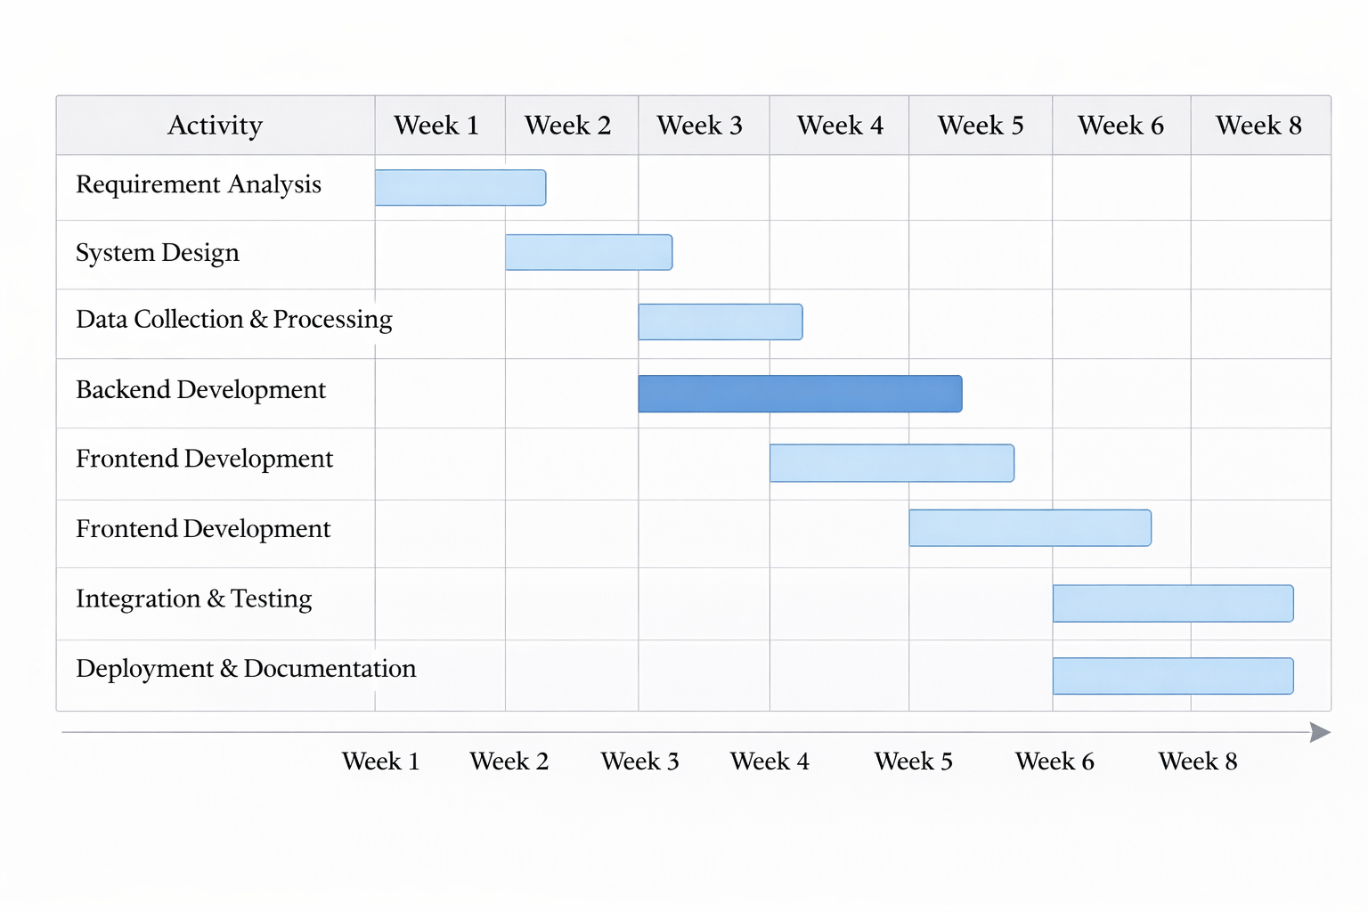 Activity Week 1 Week 2 Week 3 Week 4 Week 5 Week 6 Week 8
Requirement Analysis
System Design
Data Collection & Processing
Backend Development
Frontend Development
Frontend Development
Integration & Testing
Deployment & Documentation
Week 1 Week 2 Week 3 Week 4 Week 5 Week 6 Week 8